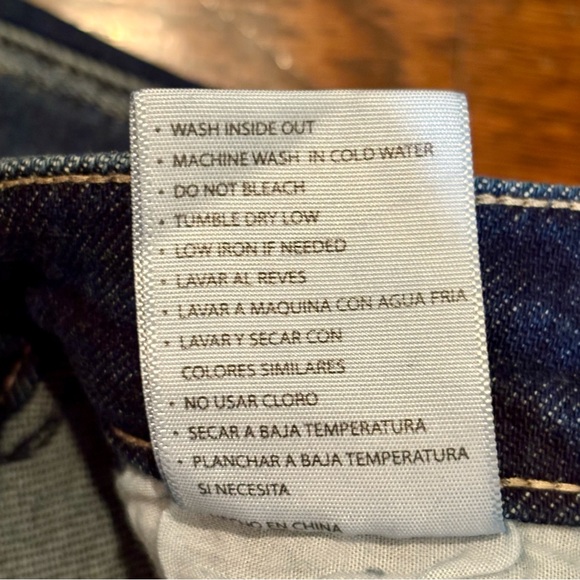 • WASH INSIDE OUT
• MACHINE WASH IN COLD WATER
• DO NOT BLEACH
• TUMBLE DRY LOW
• LOW IRON IF NEEDED
• LAVAR AL REVES
• LAVAR A MAQUINA CON AGUA FRIA
• LAVAR Y SECAR CON
COLORES SIMILARES
• NO USAR CLORO
• SECAR A BAJA TEMPERATURA
• PLANCHAR A BAJA TEMPERATURA
SI NECESITA
HECHO EN CHINA